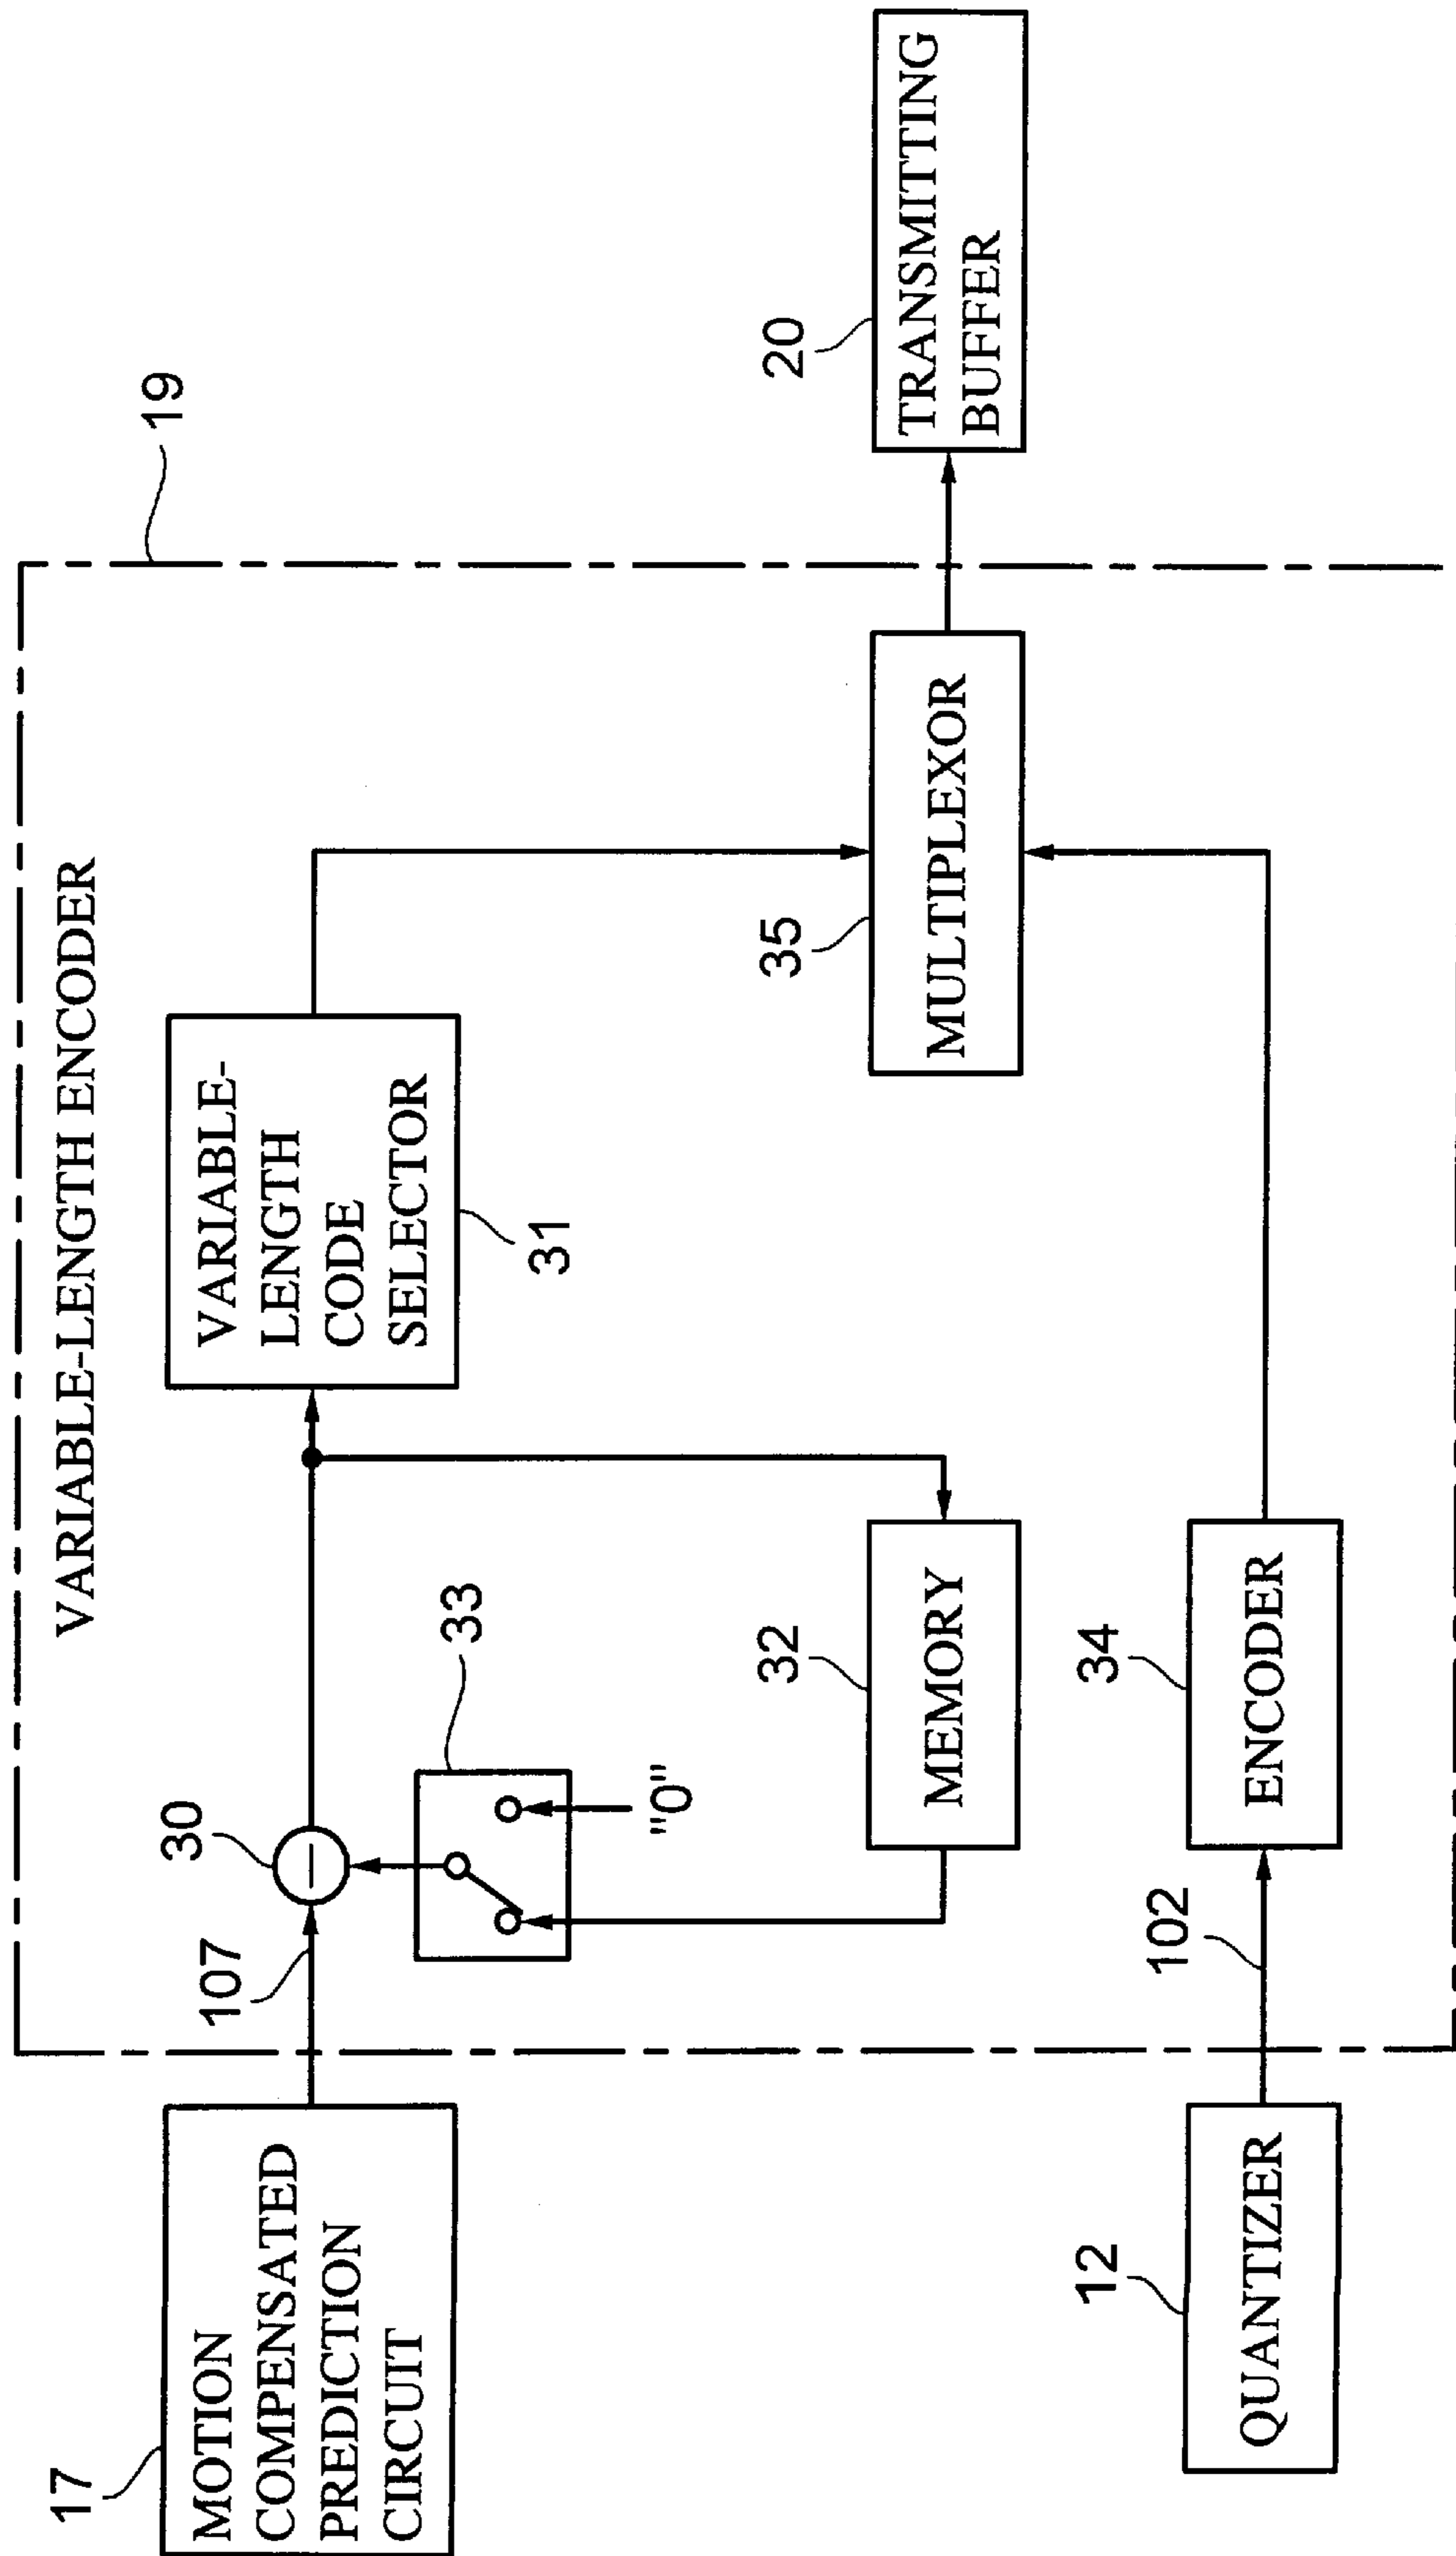 VARIABLE-LENGTH ENCODER
19
17
MOTION
COMPENSATED
PREDICTION
CIRCUIT
107
30
33
"0"
VARIABLE-
LENGTH
CODE
SELECTOR
31
32
MEMORY
35
MULTIPLEXOR
20
TRANSMITTING
BUFFER
12
QUANTIZER
102
34
ENCODER